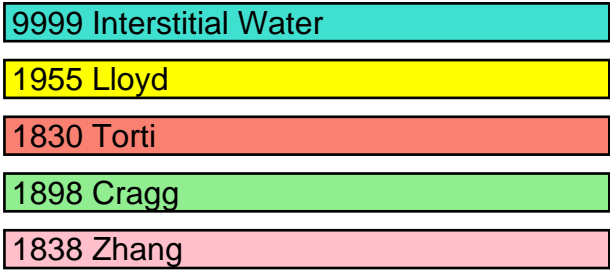 9999 Interstitial Water
1955 Lloyd
1830 Torti
1898 Cragg
1838 Zhang